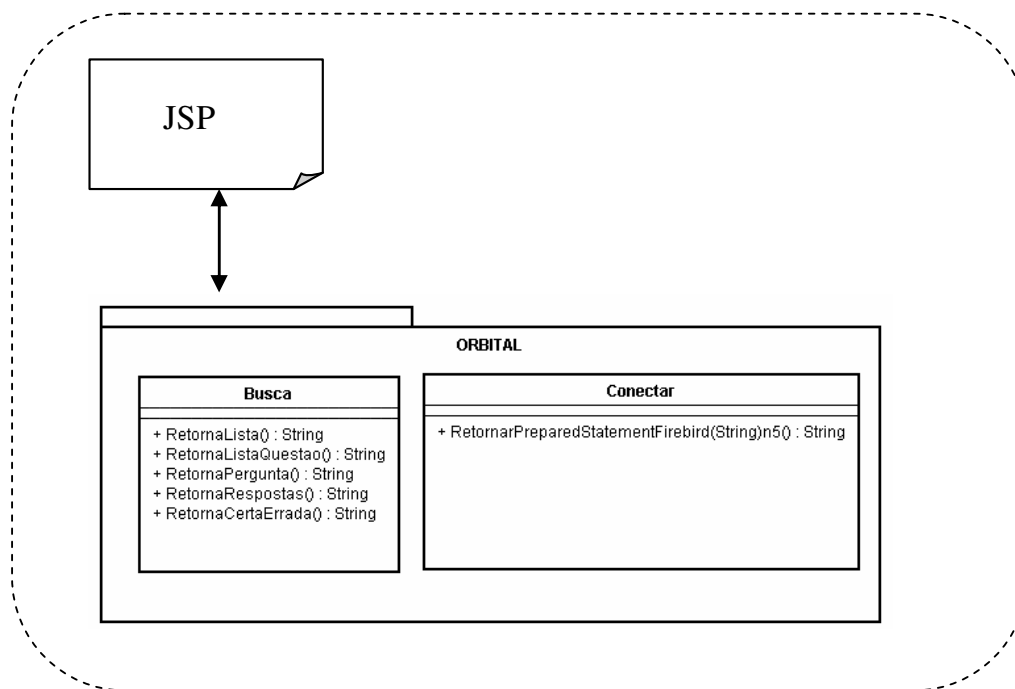 JSP
ORBITAL
Busca
+ RetornaLista() : String
+ RetornaListaQuestao() : String
+ RetornaPergunta() : String
+ RetornaRespostas() : String
+ RetornaCertaErrada() : String
Conectar
+ RetornarPreparedStatementFirebird(String)n5() : String